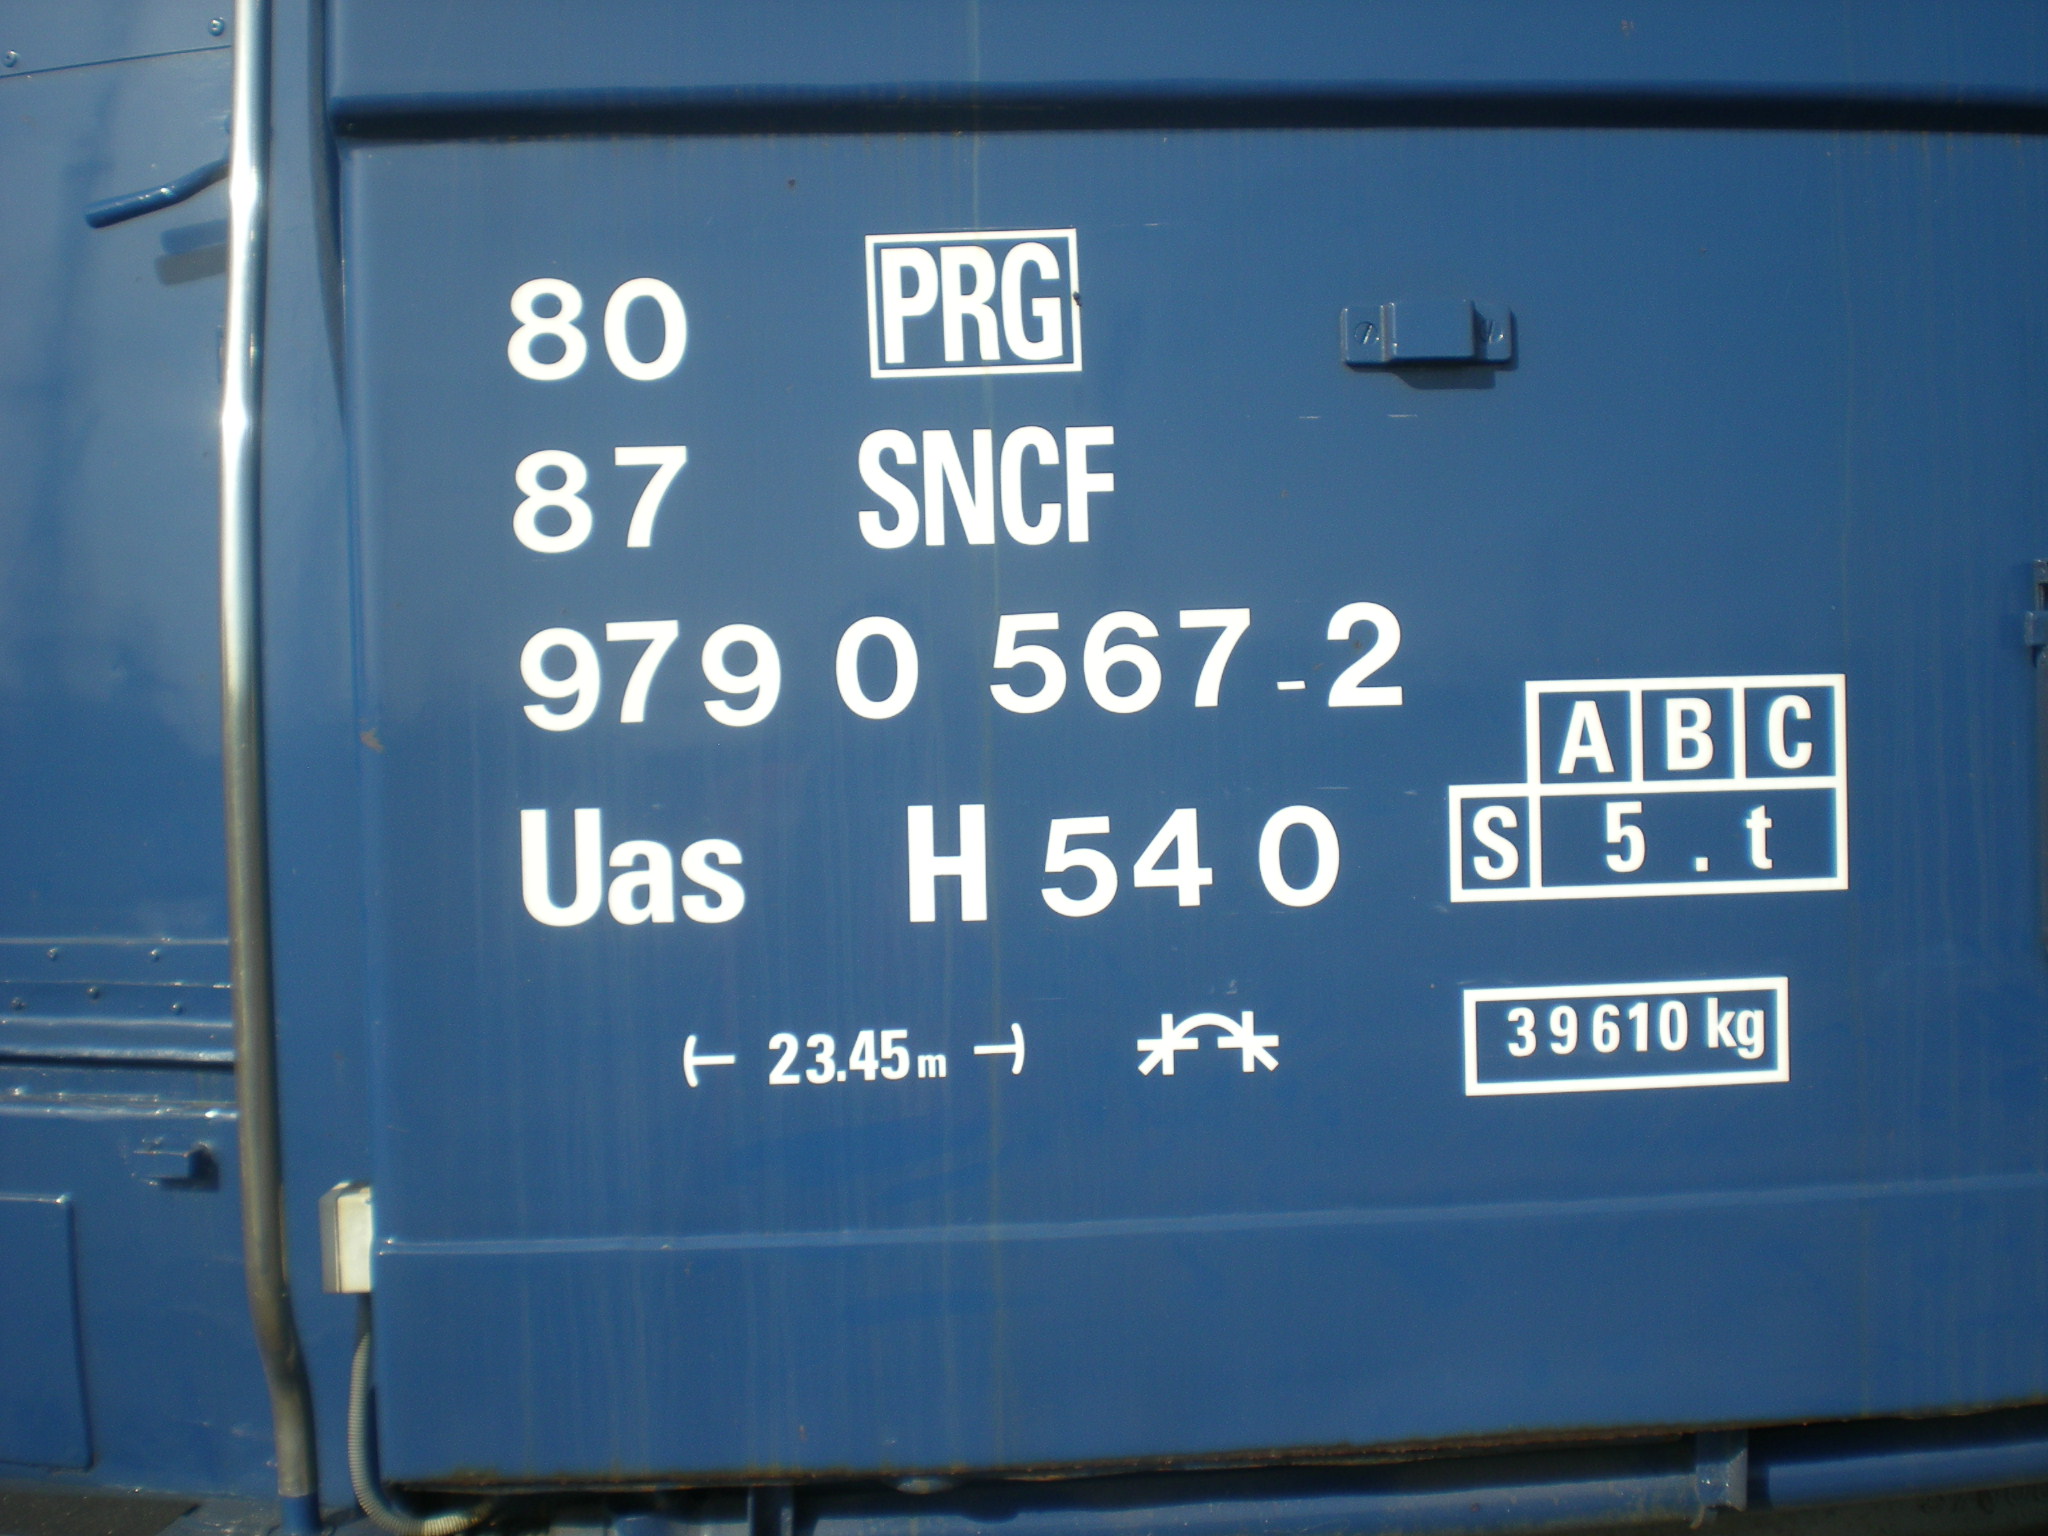 80 PRG
87 SNCF
979 0 567-2
Uas H 54 0
A B C
S 5.t
23.45m
39610 kg